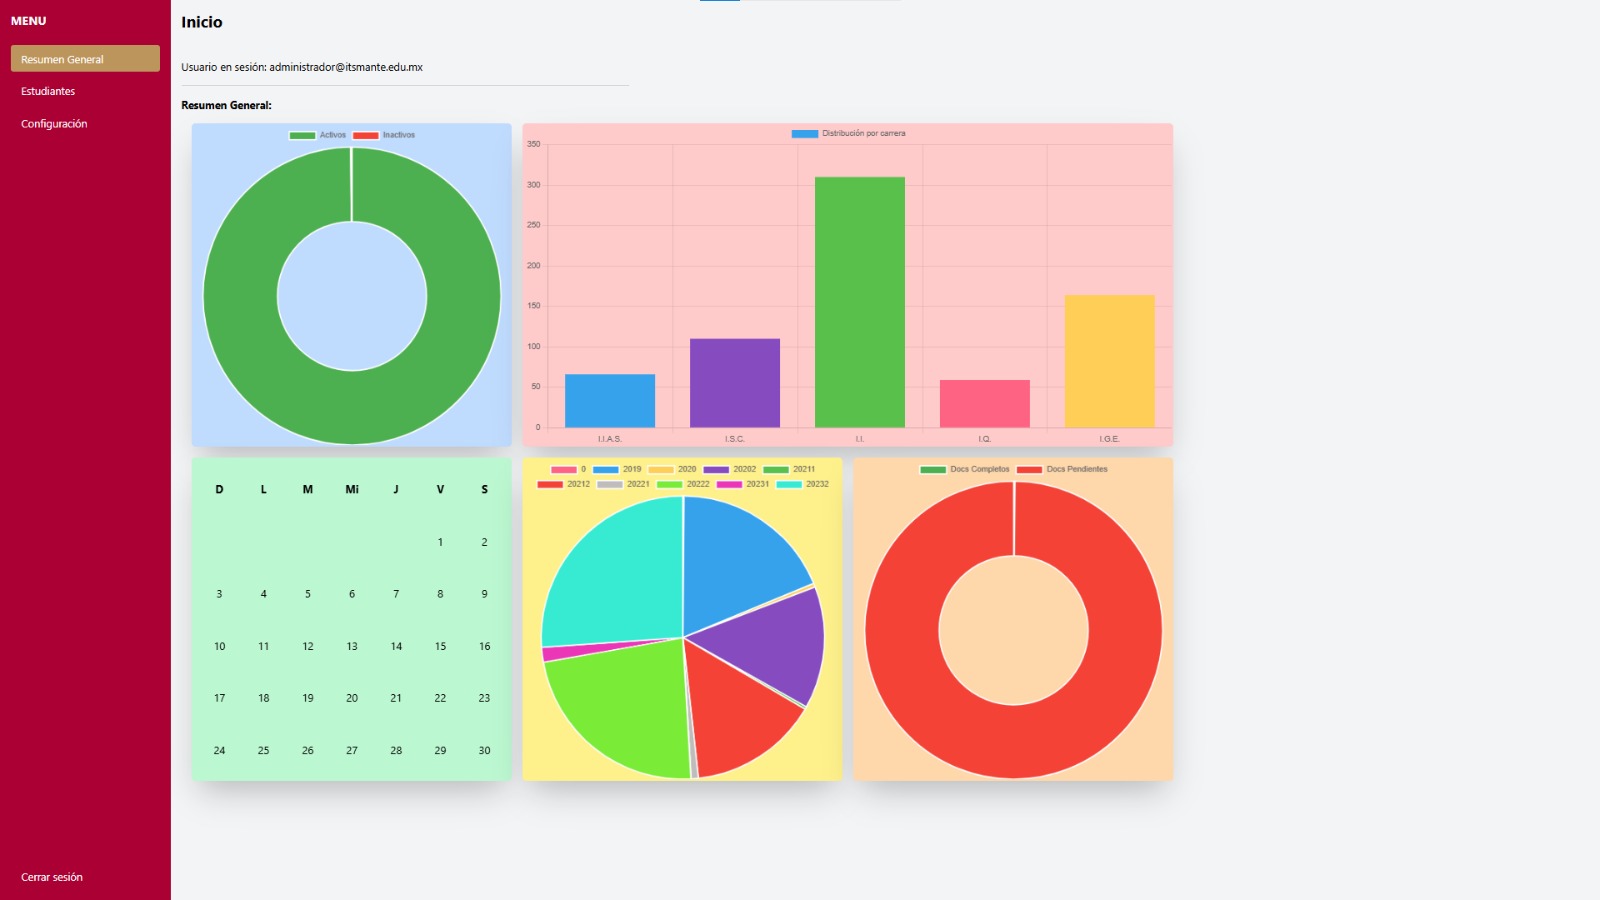 MENU
Resumen General
Estudiantes
Configuración
Cerrar sesión
Inicio
Usuario en sesión: administrador@itsmante.edu.mx
Resumen General:
Activos Inactivos
Distribución por carrera
350
300
250
200
150
100
50
0
I.I.A.S. I.S.C. I.I. I.Q. I.G.E.
D L M Mi J V S
1 2
3 4 5 6 7 8 9
10 11 12 13 14 15 16
17 18 19 20 21 22 23
24 25 26 27 28 29 30
0 2019 2020 20202 20211
20212 20221 20222 20231 20232
Docs Completos Docs Pendientes